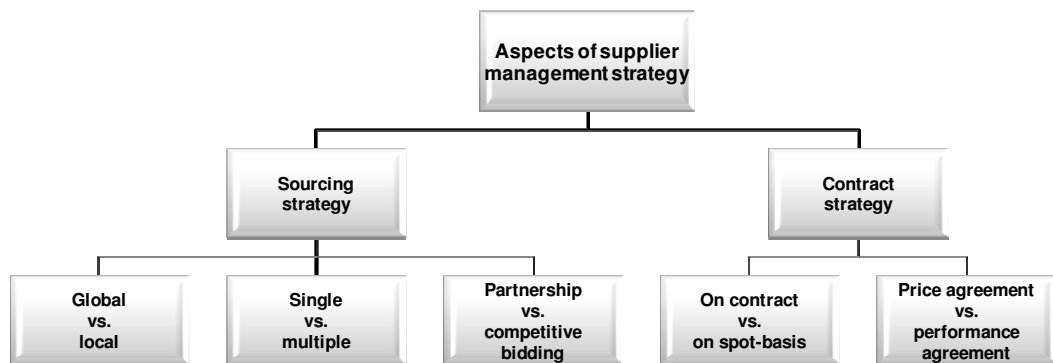 Aspects of supplier
management strategy
Sourcing
strategy
Contract
strategy
Global
vs.
local
Single
vs.
multiple
Partnership
vs.
competitive
bidding
On contract
vs.
on spot-basis
Price agreement
vs.
performance
agreement